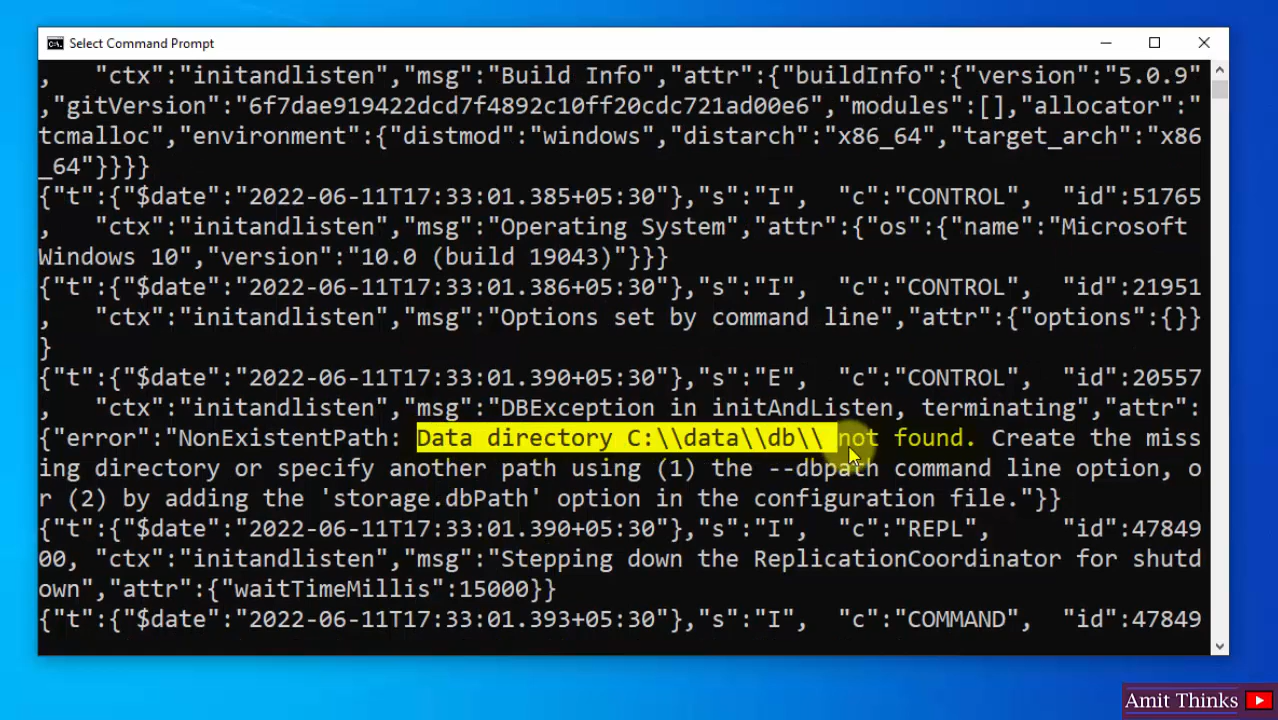 Select Command Prompt
,   "ctx":"initandlisten","msg":"Build Info","attr":{"buildInfo":{"version":"5.0.9"
,"gitVersion":"6f7dae919422dcd7f4892c10ff20cdc721ad00e6","modules":[],"allocator":"
tcmalloc","environment":{"distmod":"windows","distarch":"x86_64","target_arch":"x86
_64"}}}}
{"t":{"$date":"2022-06-11T17:33:01.385+05:30"},"s":"I",  "c":"CONTROL",  "id":51765
,   "ctx":"initandlisten","msg":"Operating System","attr":{"os":{"name":"Microsoft
Windows 10","version":"10.0 (build 19043)"}}}
{"t":{"$date":"2022-06-11T17:33:01.386+05:30"},"s":"I",  "c":"CONTROL",  "id":21951
,   "ctx":"initandlisten","msg":"Options set by command line","attr":{"options":{}}
}
{"t":{"$date":"2022-06-11T17:33:01.390+05:30"},"s":"E",  "c":"CONTROL",  "id":20557
,   "ctx":"initandlisten","msg":"DBException in initAndListen, terminating","attr":
{"error":"NonExistentPath: Data directory C:\\data\\db\\ not found. Create the miss
ing directory or specify another path using (1) the --dbpath command line option, o
r (2) by adding the 'storage.dbPath' option in the configuration file."}}
{"t":{"$date":"2022-06-11T17:33:01.390+05:30"},"s":"I",  "c":"REPL",     "id":47849
00, "ctx":"initandlisten","msg":"Stepping down the ReplicationCoordinator for shutd
own","attr":{"waitTimeMillis":15000}}
{"t":{"$date":"2022-06-11T17:33:01.393+05:30"},"s":"I",  "c":"COMMAND",  "id":47849
Amit Thinks